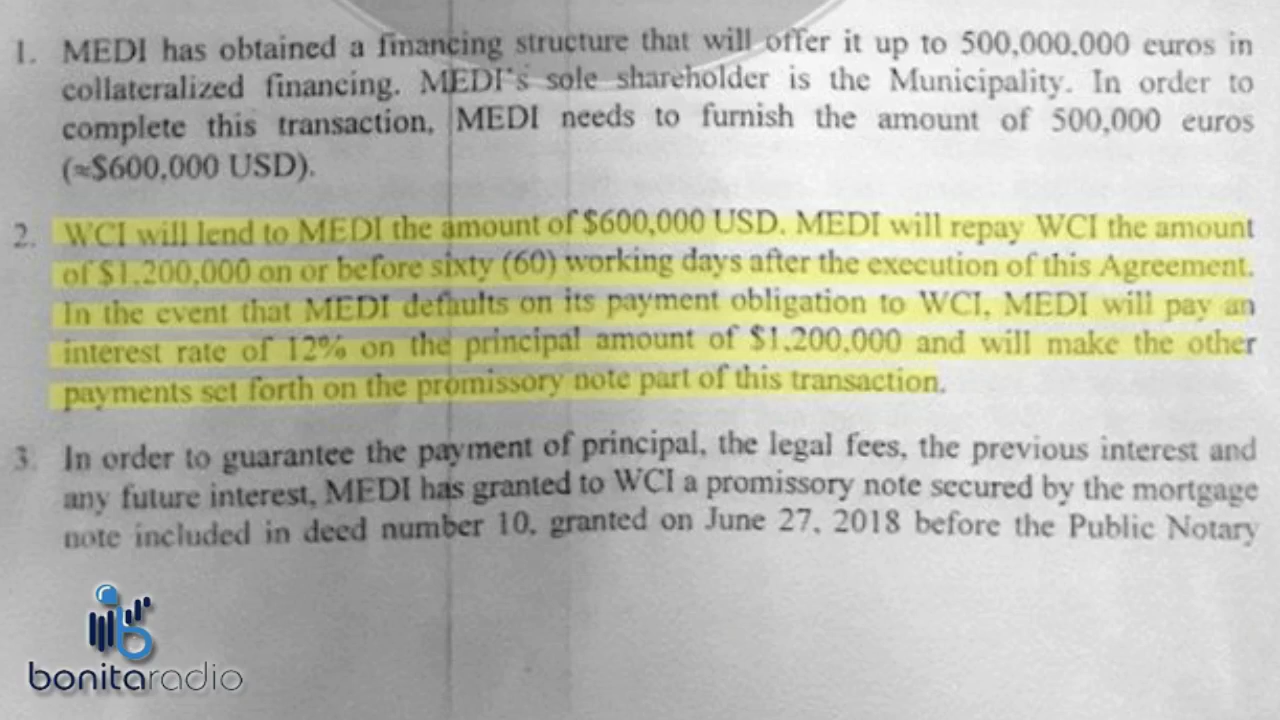 1. MEDI has obtained a financing structure that will offer it up to 500,000,000 euros in
collateralized financing. MEDI's sole shareholder is the Municipality. In order to
complete this transaction, MEDI needs to furnish the amount of 500,000 euros
(≈$600,000 USD).
2. WCI will lend to MEDI the amount of $600,000 USD. MEDI will repay WCI the amount
of $1,200,000 on or before sixty (60) working days after the execution of this Agreement.
In the event that MEDI defaults on its payment obligation to WCI, MEDI will pay an
interest rate of 12% on the principal amount of $1,200,000 and will make the other
payments set forth on the promissory note part of this transaction.
3. In order to guarantee the payment of principal, the legal fees, the previous interest and
any future interest, MEDI has granted to WCI a promissory note secured by the mortgage
note included in deed number 10, granted on June 27, 2018 before the Public Notary
bonitaradio